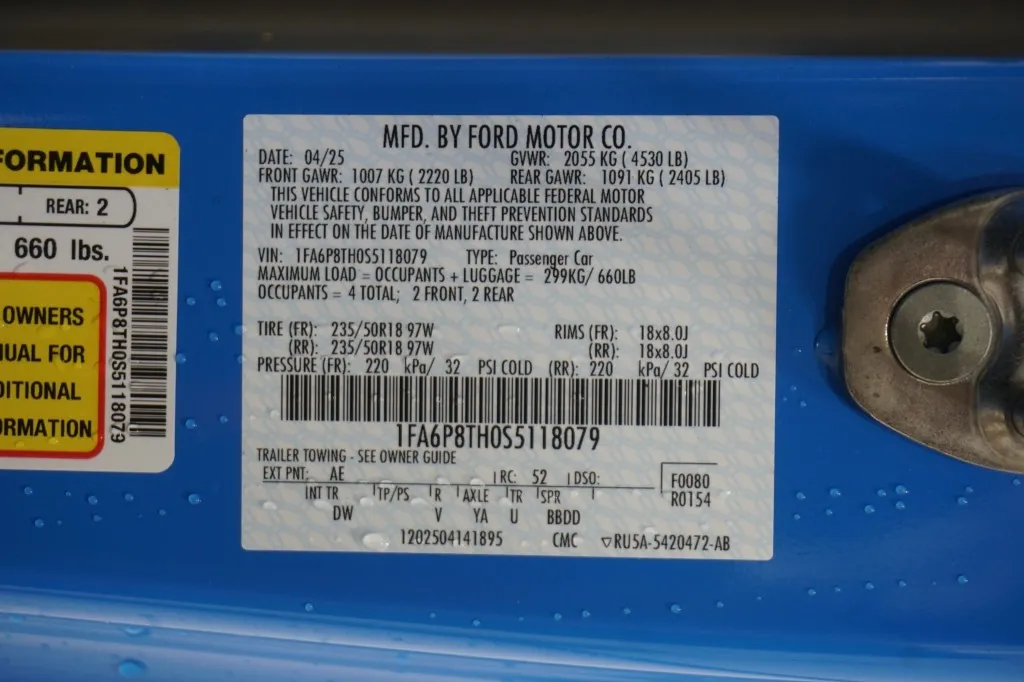 FORMATION
REAR: 2
660 lbs.
OWNERS
UAL FOR
DITIONAL
ORMATION
1FA6P8TH0S5118079
MFD. BY FORD MOTOR CO.
DATE: 04/25 GVWR: 2055 KG ( 4530 LB)
FRONT GAWR: 1007 KG ( 2220 LB) REAR GAWR: 1091 KG ( 2405 LB)
THIS VEHICLE CONFORMS TO ALL APPLICABLE FEDERAL MOTOR
VEHICLE SAFETY, BUMPER, AND THEFT PREVENTION STANDARDS
IN EFFECT ON THE DATE OF MANUFACTURE SHOWN ABOVE.
VIN: 1FA6P8TH0S5118079 TYPE: Passenger Car
MAXIMUM LOAD = OCCUPANTS + LUGGAGE = 299KG/ 660LB
OCCUPANTS = 4 TOTAL; 2 FRONT, 2 REAR
TIRE (FR): 235/50R18 97W RIMS (FR): 18x8.0J
(RR): 235/50R18 97W (RR): 18x8.0J
PRESSURE (FR): 220 kPa/ 32 PSI COLD (RR): 220 kPa/ 32 PSI COLD
1FA6P8TH0S5118079
TRAILER TOWING - SEE OWNER GUIDE
EXT PNT: AE RC: 52 DSO: F0080
R0154
INT TR TP/PS R AXLE TR SPR
DW V YA U BBDD
1202504141895 CMC ▽RU5A-5420472-AB